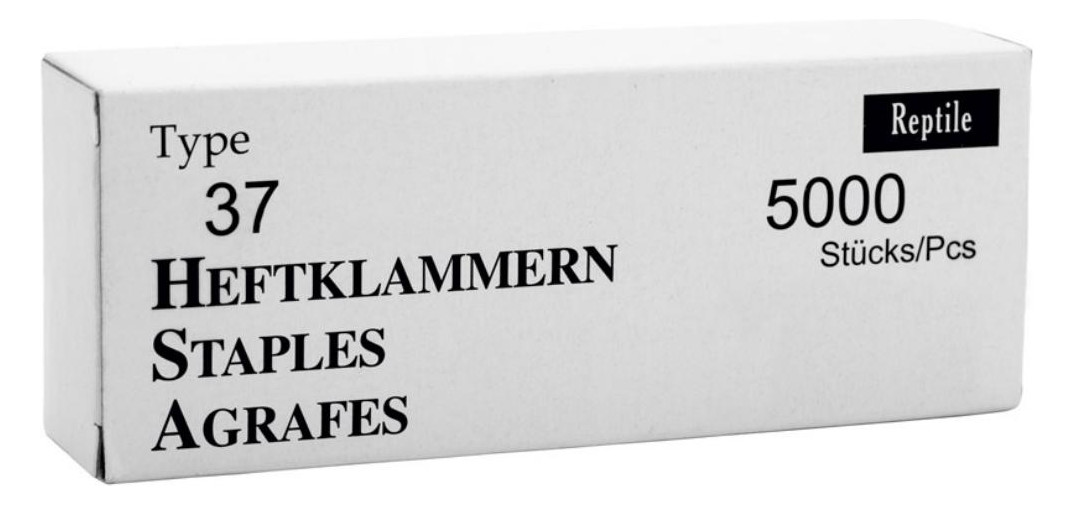 Type
37
HEFTKLAMMERN
STAPLES
AGRAFES
Reptile
5000
Stücks/Pcs